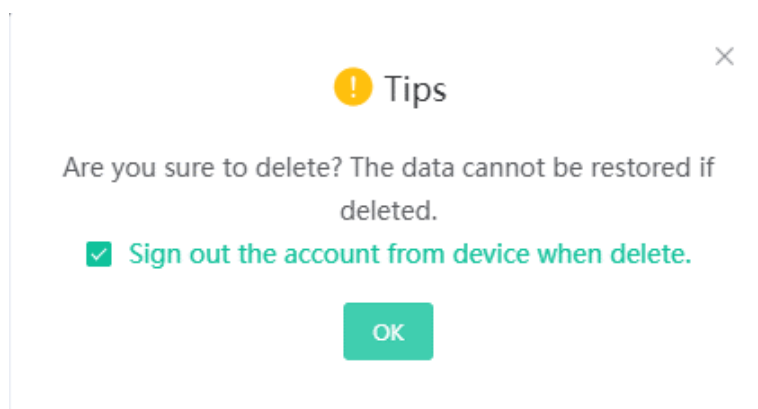 Tips
Are you sure to delete? The data cannot be restored if
deleted.
Sign out the account from device when delete.
OK